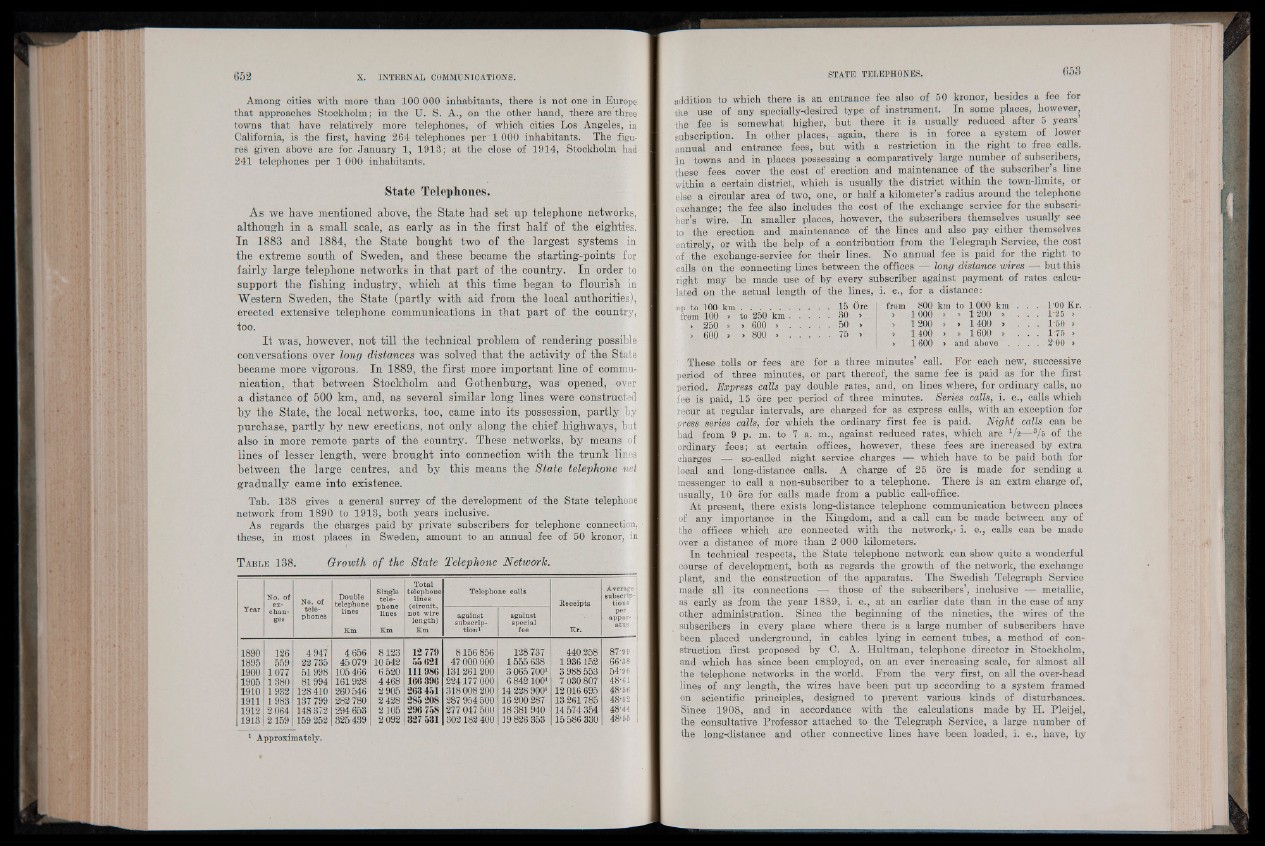 652 X. INTERNAL COMMUNICATIONS.
Among cities with more than 100 000 inhabitants, there is not one in Europe
that approaches Stockholm; in the U. S. A., on the other hand, there are three
towns that have relatively more telephones, of which cities Los Angeles, in
California, is the first, having 264 telephones, is per 1 000 inhabitants. The figu-
res given above are for January 1, 1913; at the close of 1914, Stockholm had
241 telephones per 1 000 inhabitants.
State Telephones.
As we have mentioned above, the State had set up telephone networks,
although in a small scale, as early as in the first half of the eighties.
In 1883 and 1884, the State bought two of the largest systems in
the extreme south of Sweden, and these became the starting-points for
fairly large telephone networks in that part of the country. In order to
support the fishing industry, which at this time began to flourish in
Western Sweden, the State (partly with aid from the local authorities),
erected extensive telephone communications in that part of the country,
too.
It was, however, not till the technical problem of rendering possible
conversations over long distances was solved that the activity of the State
became more vigorous. In 1889, the first more important line of commu-
nication, that between Stockholm and Gothenburg, was opened, over
a distance of 500 km, and, as several similar long lines were constructed
by the State, the local networks, too, came into its possession, partly by
purchase, partly by new erections, not only along the chief highways, but
also in more remote parts of the country. These networks, by means of
lines of lesser length, were brought into connection with the trunk lines
between the large centres, and by this means the State telephone net
gradually came into existence.
Tab. 138 gives a general survey of the development of the State telephone
network from 1890 to 1913, both years inclusive.
As regards the charges paid by private subscribers for telephone connection,
these, in most places in Sweden, amount to an annual fee of 50 kronor, in
TABLE 138. Growth of the State Telephone Network.
Year No. of ex-chan-ges No. of tele-phones Double telephone lines Km Single tele-phone lines Km Total telephone lines (circuit, not wire length) Km Telephone calls against subscrip-tion¹ against special fee Receipts Kr. Average subscrip-tions per appar-atus
1890 126 4 947 4 656 8 123 12 779 8 156 856 128 737 440 258
1895 559 22 735 45 079 10 542 55 621 47 000 000 1 555 638 1 936 152
1900 1 077 51 998 105 466 6 520 111 986 131 261 200 3 065 700¹ 3 988 553
1905 1 380 81 994 161 928 4 468 166 396 224 177 000 6 842 100¹ 7 030 807
1910 1 932 128 410 260 546 2 905 263 451 318 008 200 14 228 900¹ 12 016 695
1911 1 983 137 799 282 780 2 428 285 208 287 954 500 16 200 287 13 261 785
1912 2 064 148 372 294 653 2 105 296 758 277 047 500 18 381 940 14 574 354
1913 2 159 159 252 325 439 2 092 327 531 302 182 400 19 826 353 15 586 330
¹ Approximately.
STATE TELEPHONES. 653
addition to which there is an entrance fee also of 50 kronor, besides a fee for
the use of any specially-desired type of instrument. In some places, however,
the fee is somewhat higher, but there it is usually reduced after 5 years'
subscription. In other places, again, there is in force a system of lower
annual and entrance fees, but with a restriction in the right to free calls.
In towns and in places possessing a comparatively large number of subscribers,
these fees cover the cost of erection and maintenance of the subscriber's line
within a certain district, which is usually the district within the town-limits, or
else a circular area of two, one, or half a kilometer's radius around the telephone
exchange; the fee also includes the cost of the exchange service for the subscri-
ber's wire. In smaller places, however, the subscribers themselves usually see
to the erection and maintenance of the lines and also pay either themselves
entirely, or with the help of a contribution from the Telegraph Service, the cost
of the exchange-service for their lines. No annual fee is paid for the right to
calls on the connecting lines between the offices — long distance wires — but this
right may be made use of by every subscriber against payment of rates calcu-
lated on the actual length of the lines, i. e., for a distance:
up to 100 km . . . . . . . . . . 15 Öre from 800 km to 1 000 km . . . 1·00 Kr.
from 100 » to 250 km . . . . . 30 » » 1 000 » » 1 200 » . . . 1·25 »
» 250 » » 600 » . . . . . 50 » » 1 200 » » 1 400 » . . . 1·50 »
» 600 » » 800 » . . . . . 75 » » 1 400 » » 1 600 » . . . 1·75 »
» 1 600 » and above . . . . 2·00 »
These tolls or fees are for a three minutes' call. For each new, successive
period of three minutes, or part thereof, the same fee is paid as for the first
period. Express calls pay double rates, and, on lines where, for ordinary calls, no
fee is paid, 15 öre per period of three minutes. Series calls, i. e., calls which
recur at regular intervals, are charged for as express calls, with an exception for
press series calls, for which the ordinary first fee is paid. Night calls can be
had from 9 p. m. to 7 a. m., against reduced rates, which are ¹/₂—³/₅ of the
ordinary fees; at certain offices, however, these fees are increased by extra
charges — so-called night service charges — which have to be paid both for
local and long-distance calls. A charge of 25 öre is made for sending a
messenger to call a non-subscriber to a telephone. There is an extra charge of,
usually, 10 öre for calls made from a public call-office.
At present, there exists long-distance telephone communication between places
of any importance in the Kingdom, and a call can be made between any of
the offices which are connected with the network, i. e., calls can be made
over a distance of more than 2 000 kilometers.
In technical respects, the State telephone network can show quite a wonderful
course of development, both as regards the growth of the network, the exchange
plant, and the construction of the apparatus. The Swedish Telegraph Service
made all its connections — those of the subscribers', inclusive — metallic,
as early as from the year 1889, i. e., at an earlier date than in the case of any
other administration. Since the beginning of the nineties, the wires of the
subscribers in every place where there is a large number of subscribers have
been placed underground, in cables lying in cement tubes, a method of con-
struction first proposed by C. A. Hultman, telephone director in Stockholm,
and which has since been employed, on an ever increasing scale, for almost all
the telephone networks in the world. From the very first, on all the over-head
lines of any length, the wires have been put up according to a system framed
on scientific principles, designed to prevent various kinds of disturbances.
Since 1908, and in accordance with the calculations made by H. Pleijel,
the consultative Professor attached to the Telegraph Service, a large number of
the long-distance and other connective lines have been loaded, i. e., have, by